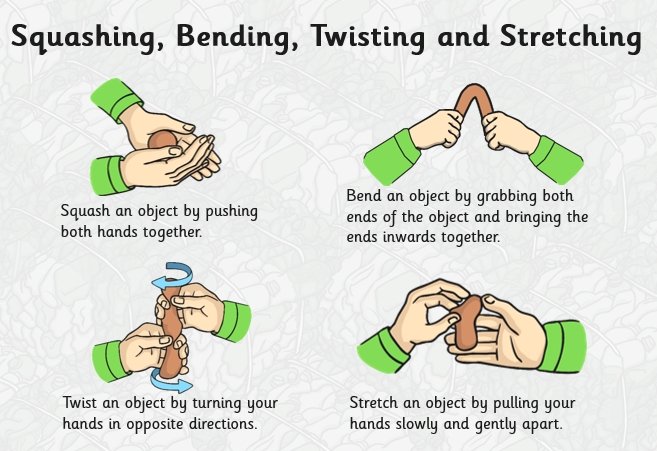 Squashing, Bending, Twisting and Stretching
Squash an object by pushing
both hands together.
Bend an object by grabbing both
ends of the object and bringing the
ends inwards together.
Twist an object by turning your
hands in opposite directions.
Stretch an object by pulling your
hands slowly and gently apart.